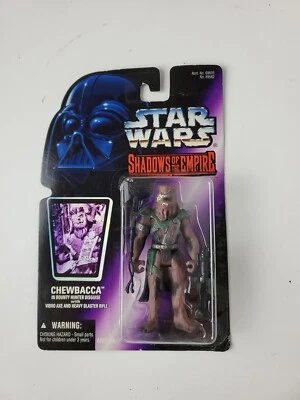 STAR
WARS
SHADOWS OF THE EMPIRE
CHEWBACCA™
IN BOUNTY HUNTER DISGUISE
with
VIBRO AXE AND HEAVY BLASTER RIFLE
WARNING:
CHOKING HAZARD - Small parts.
Not for children under 3 years.